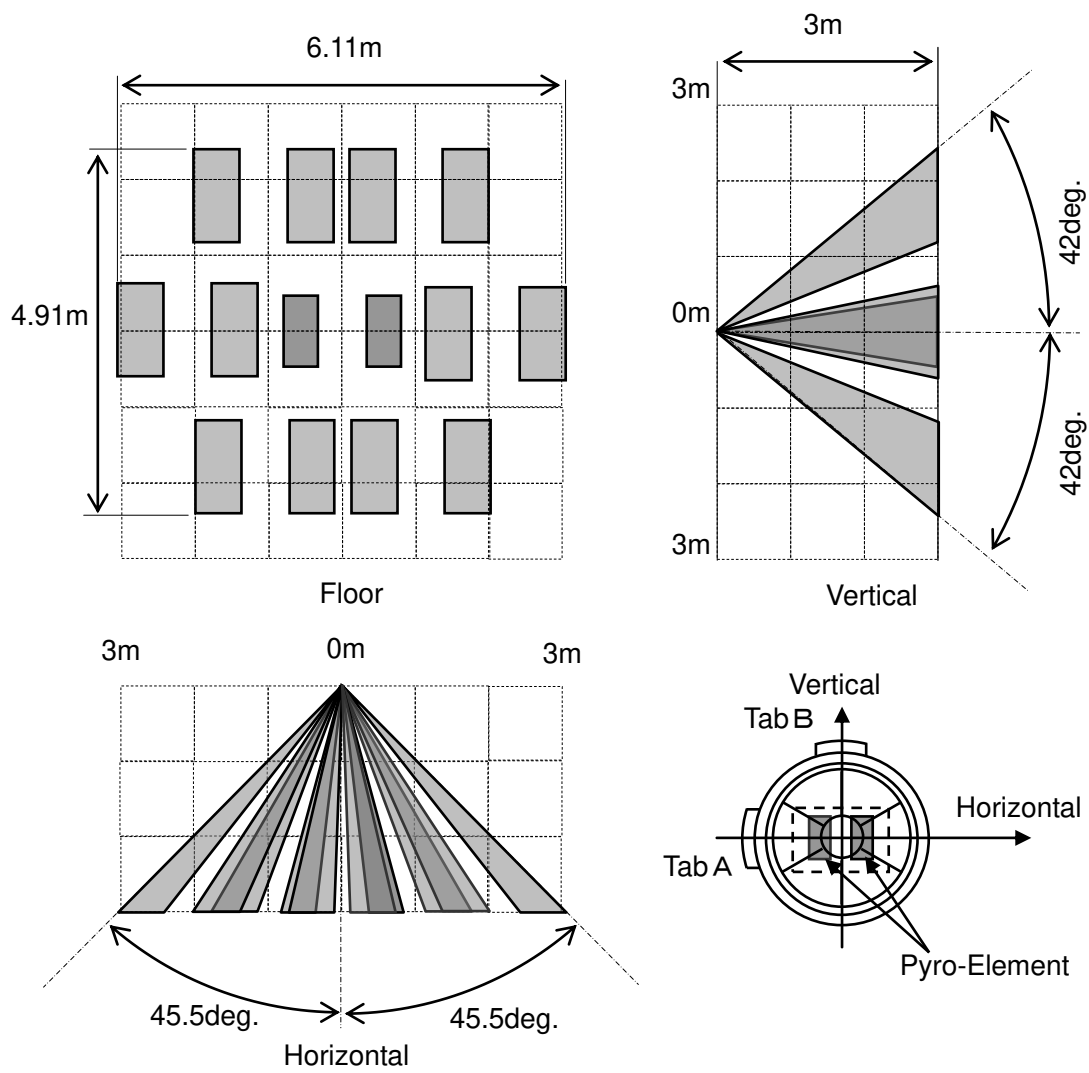 6.11m
4.91m
Floor
3m
3m
0m
3m
42deg.
42deg.
Vertical
3m
0m
3m
45.5deg.
45.5deg.
Horizontal
Vertical
Tab B
Horizontal
Tab A
Pyro-Element